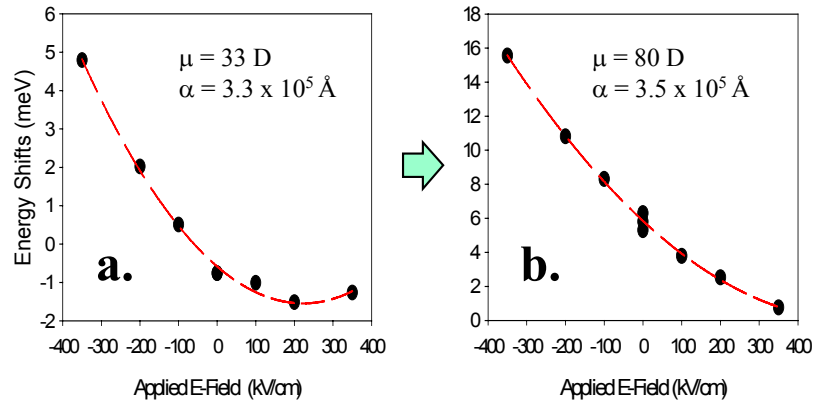 6
5
4
3
2
1
0
-1
-2
Energy Shifts (meV)
μ = 33 D
α = 3.3 x 10⁵ Å
a.
-400 -300 -200 -100 0 100 200 300 400
Applied E-Field (kV/cm)
18
16
14
12
10
8
6
4
2
0
μ = 80 D
α = 3.5 x 10⁵ Å
b.
-400 -300 -200 -100 0 100 200 300 400
Applied E-Field (kV/cm)